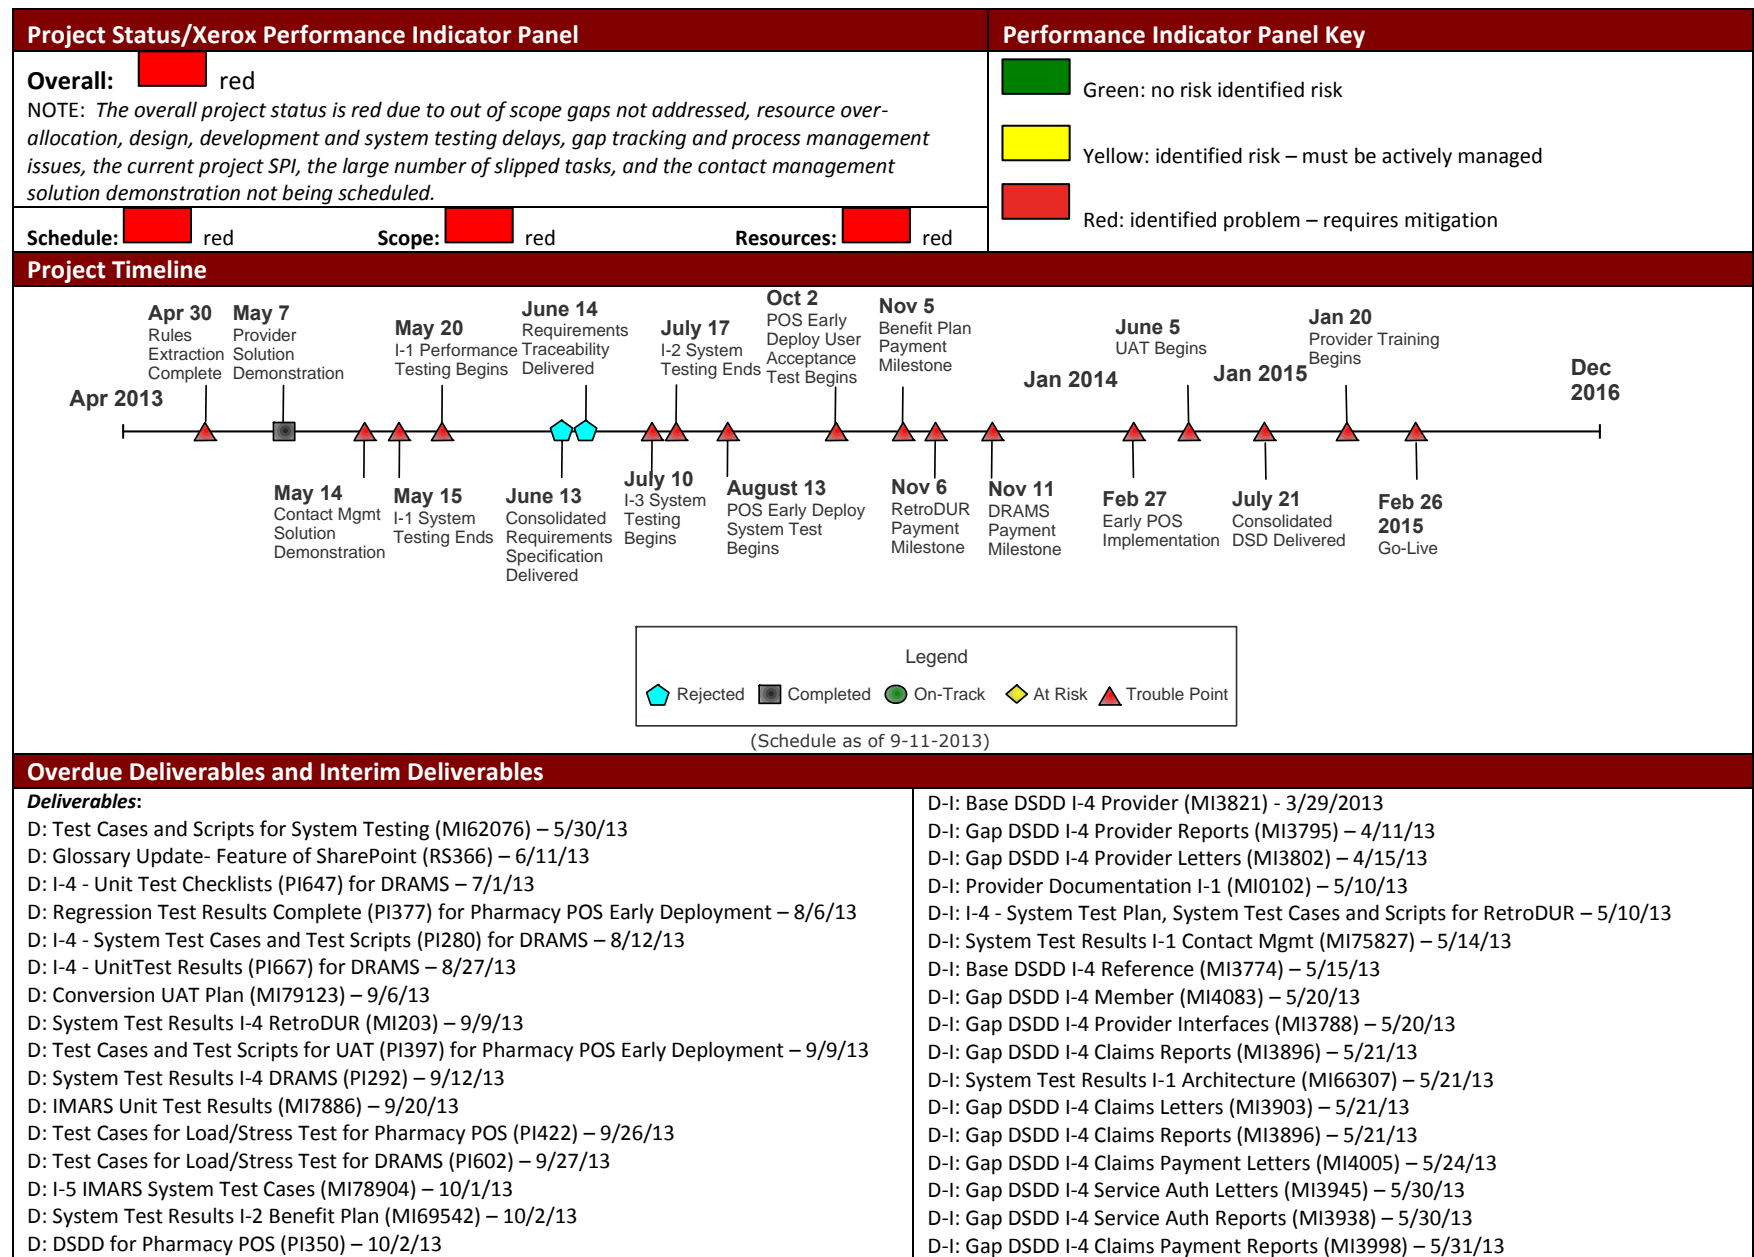 Project Status/Xerox Performance Indicator Panel
Performance Indicator Panel Key
Overall: red
NOTE: The overall project status is red due to out of scope gaps not addressed, resource over-
allocation, design, development and system testing delays, gap tracking and process management
issues, the current project SPI, the large number of slipped tasks, and the contact management
solution demonstration not being scheduled.
Green: no risk identified risk
Yellow: identified risk – must be actively managed
Red: identified problem – requires mitigation
Schedule: red Scope: red Resources: red
Project Timeline
Apr 2013
Apr 30
Rules
Extraction
Complete
May 7
Provider
Solution
Demonstration
May 20
I-1 Performance
Testing Begins
June 14
Requirements
Traceability
Delivered
July 17
I-2 System
Testing Ends
Oct 2
POS Early
Deploy User
Acceptance
Test Begins
Nov 5
Benefit Plan
Payment
Milestone
Jan 2014
June 5
UAT Begins
Jan 2015
Jan 20
Provider Training
Begins
Dec
2016
May 14
Contact Mgmt
Solution
Demonstration
May 15
I-1 System
Testing Ends
June 13
Consolidated
Requirements
Specification
Delivered
July 10
I-3 System
Testing
Begins
August 13
POS Early Deploy
System Test
Begins
Nov 6
RetroDUR
Payment
Milestone
Nov 11
DRAMS
Payment
Milestone
Feb 27
Early POS
Implementation
July 21
Consolidated
DSD Delivered
Feb 26
2015
Go-Live
Legend
Rejected Completed On-Track At Risk Trouble Point
(Schedule as of 9-11-2013)
Overdue Deliverables and Interim Deliverables
Deliverables:
D: Test Cases and Scripts for System Testing (MI62076) – 5/30/13
D: Glossary Update- Feature of SharePoint (RS366) – 6/11/13
D: I-4 - Unit Test Checklists (PI647) for DRAMS – 7/1/13
D: Regression Test Results Complete (PI377) for Pharmacy POS Early Deployment – 8/6/13
D: I-4 - System Test Cases and Test Scripts (PI280) for DRAMS – 8/12/13
D: I-4 - UnitTest Results (PI667) for DRAMS – 8/27/13
D: Conversion UAT Plan (MI79123) – 9/6/13
D: System Test Results I-4 RetroDUR (MI203) – 9/9/13
D: Test Cases and Test Scripts for UAT (PI397) for Pharmacy POS Early Deployment – 9/9/13
D: System Test Results I-4 DRAMS (PI292) – 9/12/13
D: IMARS Unit Test Results (MI7886) – 9/20/13
D: Test Cases for Load/Stress Test for Pharmacy POS (PI422) – 9/26/13
D: Test Cases for Load/Stress Test for DRAMS (PI602) – 9/27/13
D: I-5 IMARS System Test Cases (MI78904) – 10/1/13
D: System Test Results I-2 Benefit Plan (MI69542) – 10/2/13
D: DSDD for Pharmacy POS (PI350) – 10/2/13
D-I: Base DSDD I-4 Provider (MI3821) - 3/29/2013
D-I: Gap DSDD I-4 Provider Reports (MI3795) – 4/11/13
D-I: Gap DSDD I-4 Provider Letters (MI3802) – 4/15/13
D-I: Provider Documentation I-1 (MI0102) – 5/10/13
D-I: I-4 - System Test Plan, System Test Cases and Scripts for RetroDUR – 5/10/13
D-I: System Test Results I-1 Contact Mgmt (MI75827) – 5/14/13
D-I: Base DSDD I-4 Reference (MI3774) – 5/15/13
D-I: Gap DSDD I-4 Member (MI4083) – 5/20/13
D-I: Gap DSDD I-4 Provider Interfaces (MI3788) – 5/20/13
D-I: Gap DSDD I-4 Claims Reports (MI3896) – 5/21/13
D-I: System Test Results I-1 Architecture (MI66307) – 5/21/13
D-I: Gap DSDD I-4 Claims Letters (MI3903) – 5/21/13
D-I: Gap DSDD I-4 Claims Reports (MI3896) – 5/21/13
D-I: Gap DSDD I-4 Claims Payment Letters (MI4005) – 5/24/13
D-I: Gap DSDD I-4 Service Auth Letters (MI3945) – 5/30/13
D-I: Gap DSDD I-4 Service Auth Reports (MI3938) – 5/30/13
D-I: Gap DSDD I-4 Claims Payment Reports (MI3998) – 5/31/13